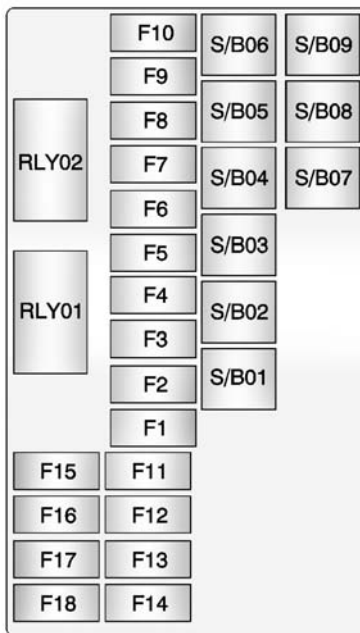 F10 S/B06 S/B09
F9
F8 S/B05 S/B08
RLY02 F7 S/B04 S/B07
F6
F5 S/B03
F4
RLY01 F3 S/B02
F2 S/B01
F1
F15 F11
F16 F12
F17 F13
F18 F14